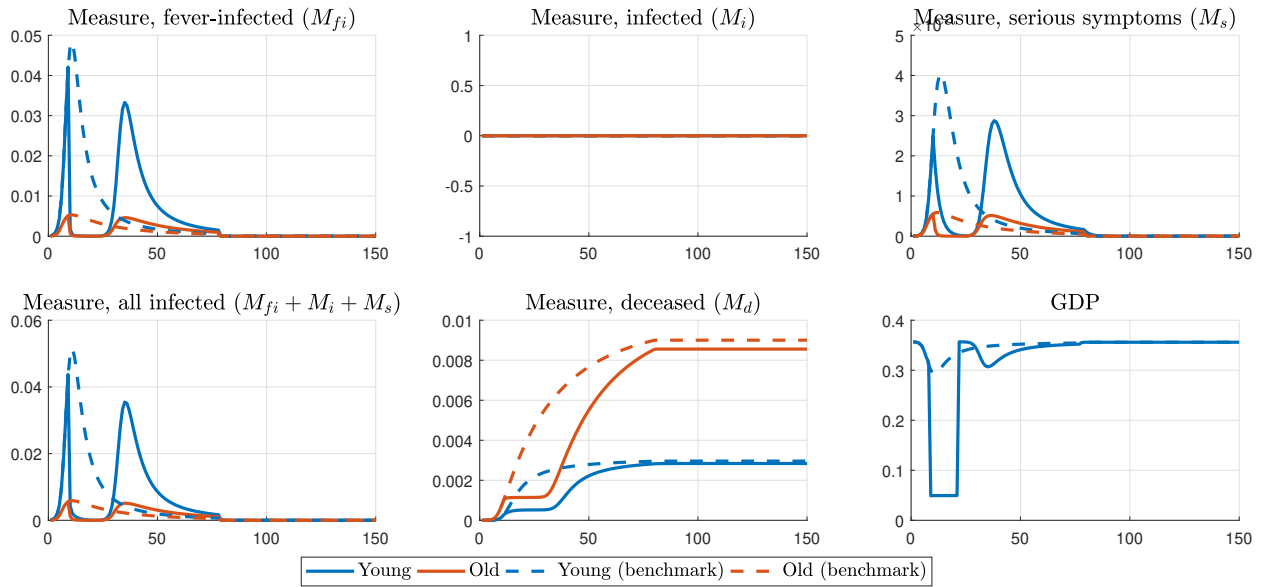 Measure, fever-infected (M_fi)
0.05
0.04
0.03
0.02
0.01
0
0 50 100 150
Measure, infected (M_i)
1
0.5
0
-0.5
-1
0 50 100 150
Measure, serious symptoms (M_s)
5
4
3
2
1
0
0 50 100 150
Measure, all infected (M_fi + M_i + M_s)
0.06
0.04
0.02
0
0 50 100 150
Measure, deceased (M_d)
0.01
0.008
0.006
0.004
0.002
0
0 50 100 150
GDP
0.4
0.3
0.2
0.1
0
0 50 100 150
Young Old Young (benchmark) Old (benchmark)